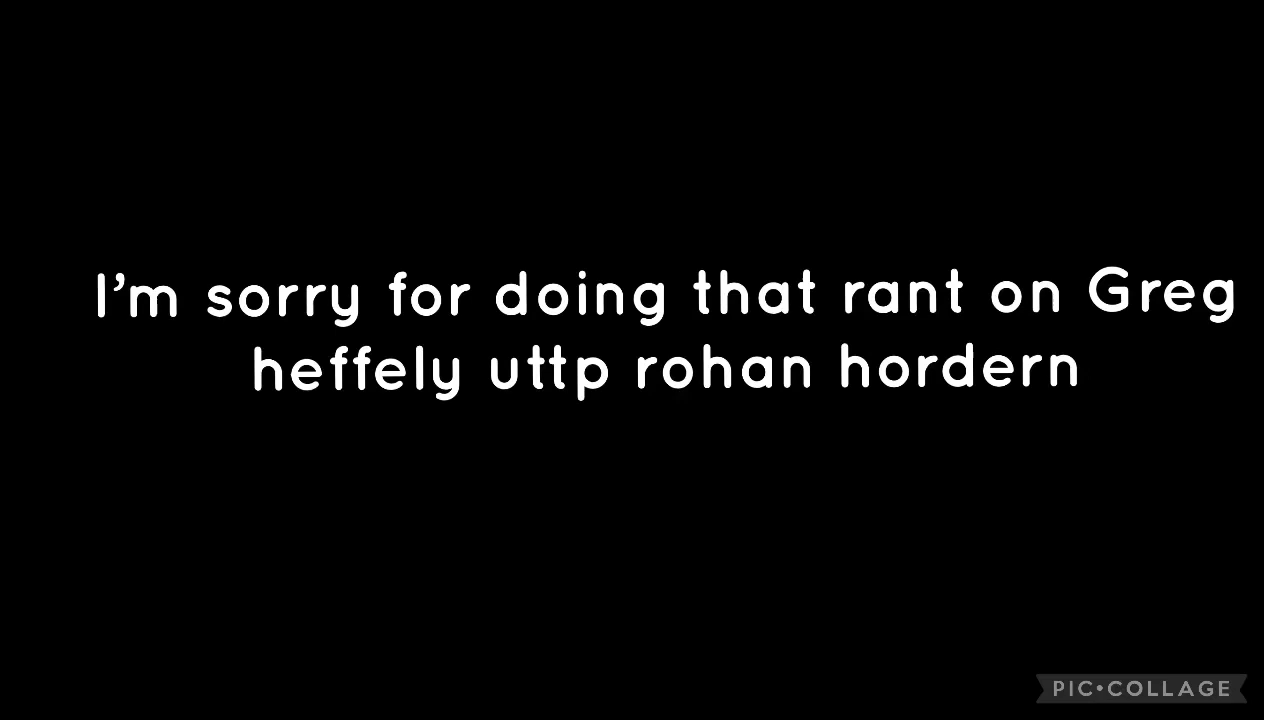 I'm sorry for doing that rant on Greg
heffely uttp rohan hordern
PIC•COLLAGE